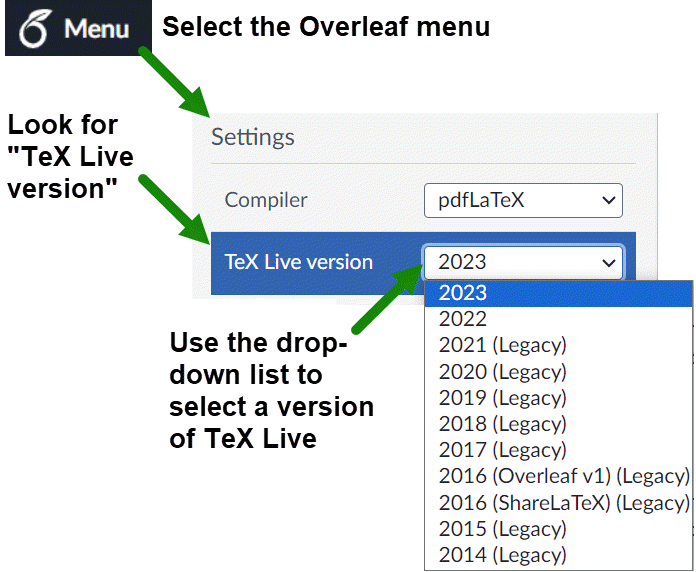 Menu
Select the Overleaf menu
Look for
"TeX Live
version"
Settings
Compiler
pdfLaTeX
TeX Live version
2023
Use the drop-
down list to
select a version
of TeX Live
2023
2022
2021 (Legacy)
2020 (Legacy)
2019 (Legacy)
2018 (Legacy)
2017 (Legacy)
2016 (Overleaf v1) (Legacy)
2016 (ShareLaTeX) (Legacy)
2015 (Legacy)
2014 (Legacy)